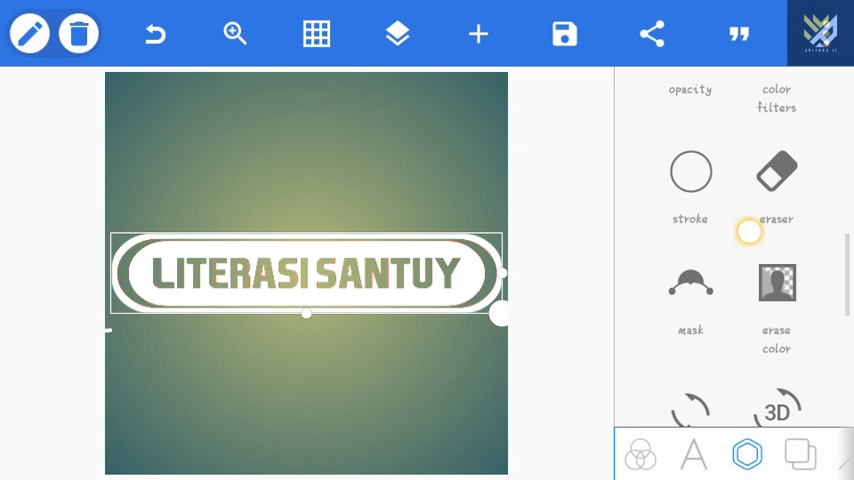 opacity
color
filters
stroke
eraser
LITERASI SANTUY
mask
erase
color
3D